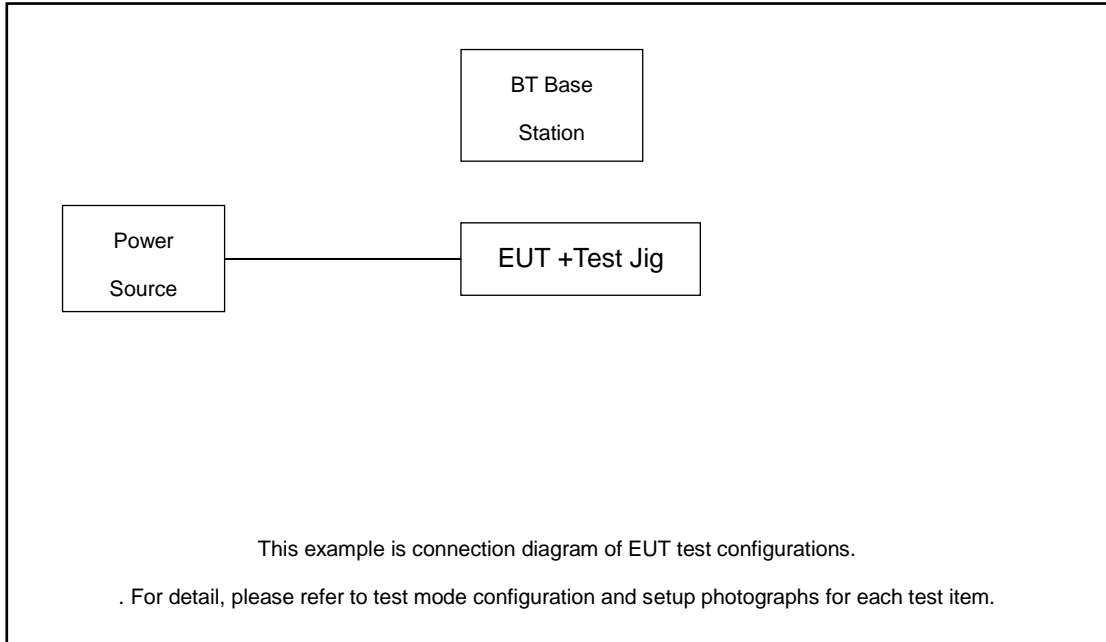 BT Base
Station
Power
Source
EUT +Test Jig
This example is connection diagram of EUT test configurations.
. For detail, please refer to test mode configuration and setup photographs for each test item.